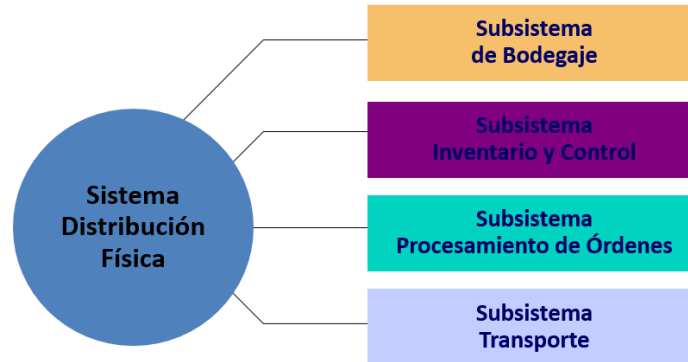 Sistema
Distribución
Física
Subsistema
de Bodegaje
Subsistema
Inventario y Control
Subsistema
Procesamiento de Órdenes
Subsistema
Transporte